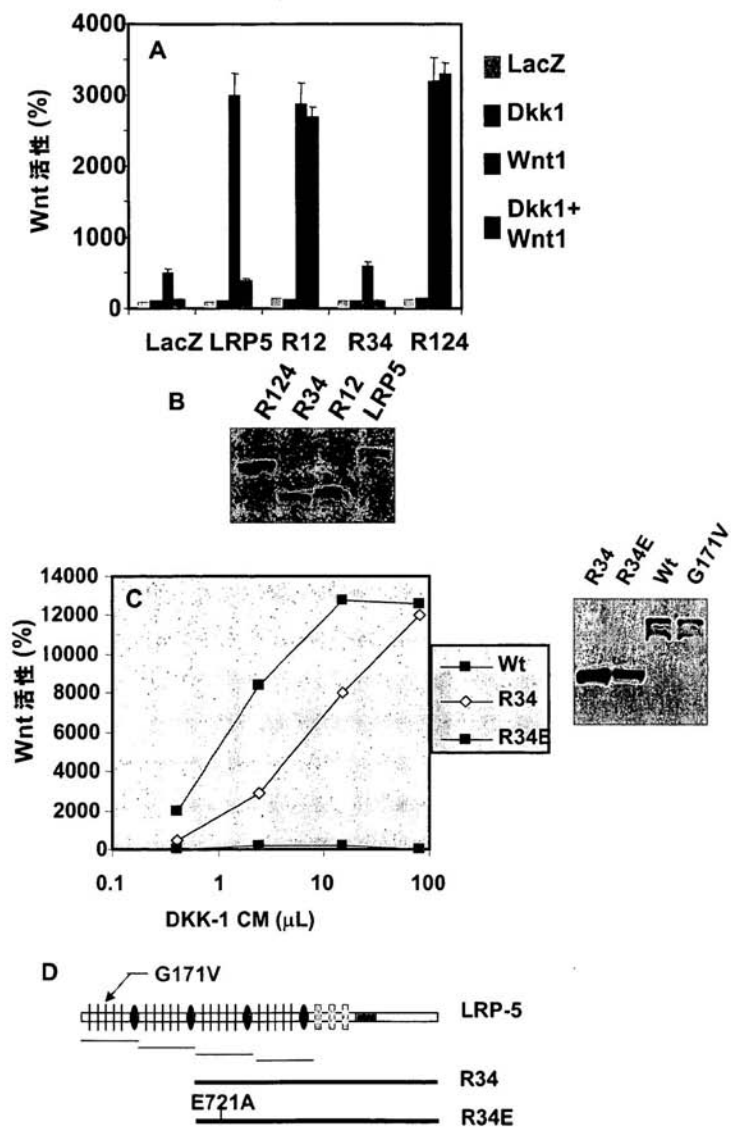 A
Wnt 活性 (%)
4000
3000
2000
1000
0
LacZ
Dkk1
Wnt1
Dkk1+
Wnt1
LacZ LRP5 R12 R34 R124
B
R124 R34 R12 LRP5
C
Wnt 活性 (%)
14000
12000
10000
8000
6000
4000
2000
0
0.1 1 10 100
DKK-1 CM (μL)
Wt
R34
R34E
R34 R34E Wt G171V
D
G171V
LRP-5
R34
E721A
R34E